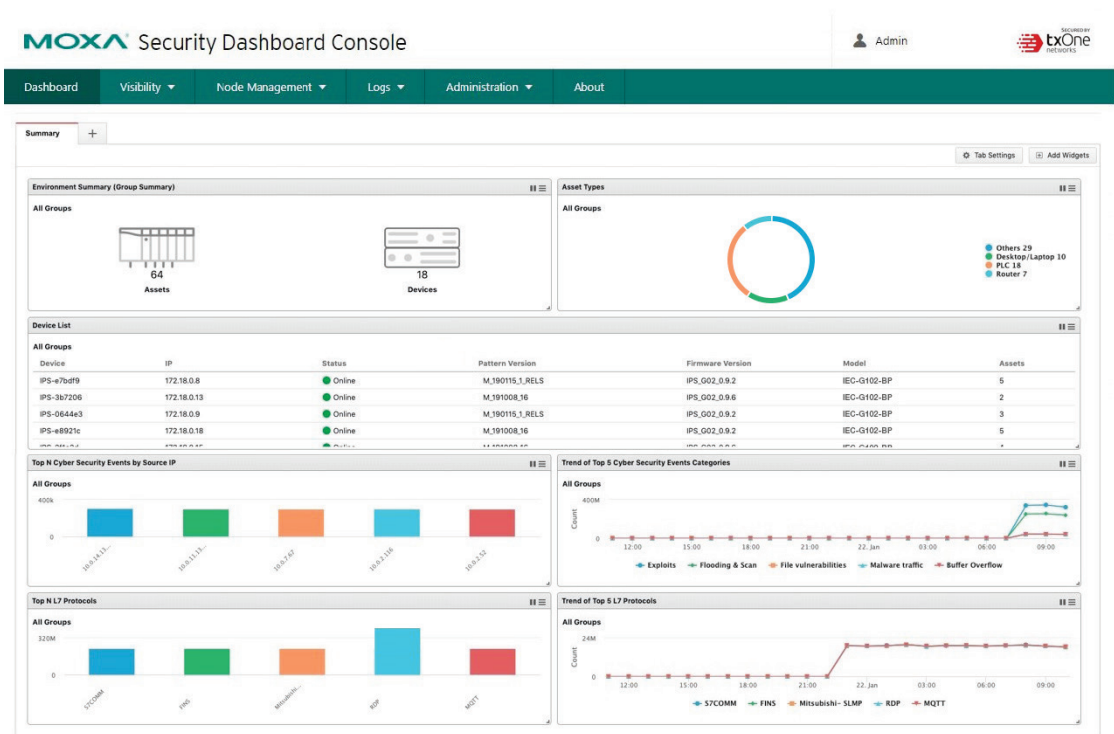 MOXA Security Dashboard Console
Admin
SECURED BY
txOne
networks
Dashboard Visibility Node Management Logs Administration About
Summary +
Tab Settings Add Widgets
Environment Summary (Group Summary)
All Groups
64
Assets
18
Devices
Asset Types
All Groups
Others 29
Desktop/Laptop 10
PLC 18
Router 7
Device List
All Groups
Device IP Status Pattern Version Firmware Version Model Assets
IPS-e7bdf9 172.18.0.8 Online M_190115_1_RELS IPS_G02_0.9.2 IEC-G102-BP 5
IPS-3b7206 172.18.0.13 Online M_191008_16 IPS_G02_0.9.6 IEC-G102-BP 2
IPS-0644e3 172.18.0.9 Online M_190115_1_RELS IPS_G02_0.9.2 IEC-G102-BP 3
IPS-e8921c 172.18.0.18 Online M_191008_16 IPS_G02_0.9.2 IEC-G102-BP 5
Top N Cyber Security Events by Source IP
All Groups
400k
0
10.0.14.11...
10.0.11.13...
10.0.7.62
10.0.2.116
10.0.2.52
Trend of Top 5 Cyber Security Events Categories
All Groups
400M
Count
0
12:00 15:00 18:00 21:00 22. Jan 03:00 06:00 09:00
Exploits Flooding & Scan File vulnerabilities Malware traffic Buffer Overflow
Top N L7 Protocols
All Groups
320M
0
S7COMM
FINS
Mitsubishi...
RDP
MQTT
Trend of Top 5 L7 Protocols
All Groups
24M
Count
0
12:00 15:00 18:00 21:00 22. Jan 03:00 06:00 09:00
S7COMM FINS Mitsubishi- SLMP RDP MQTT